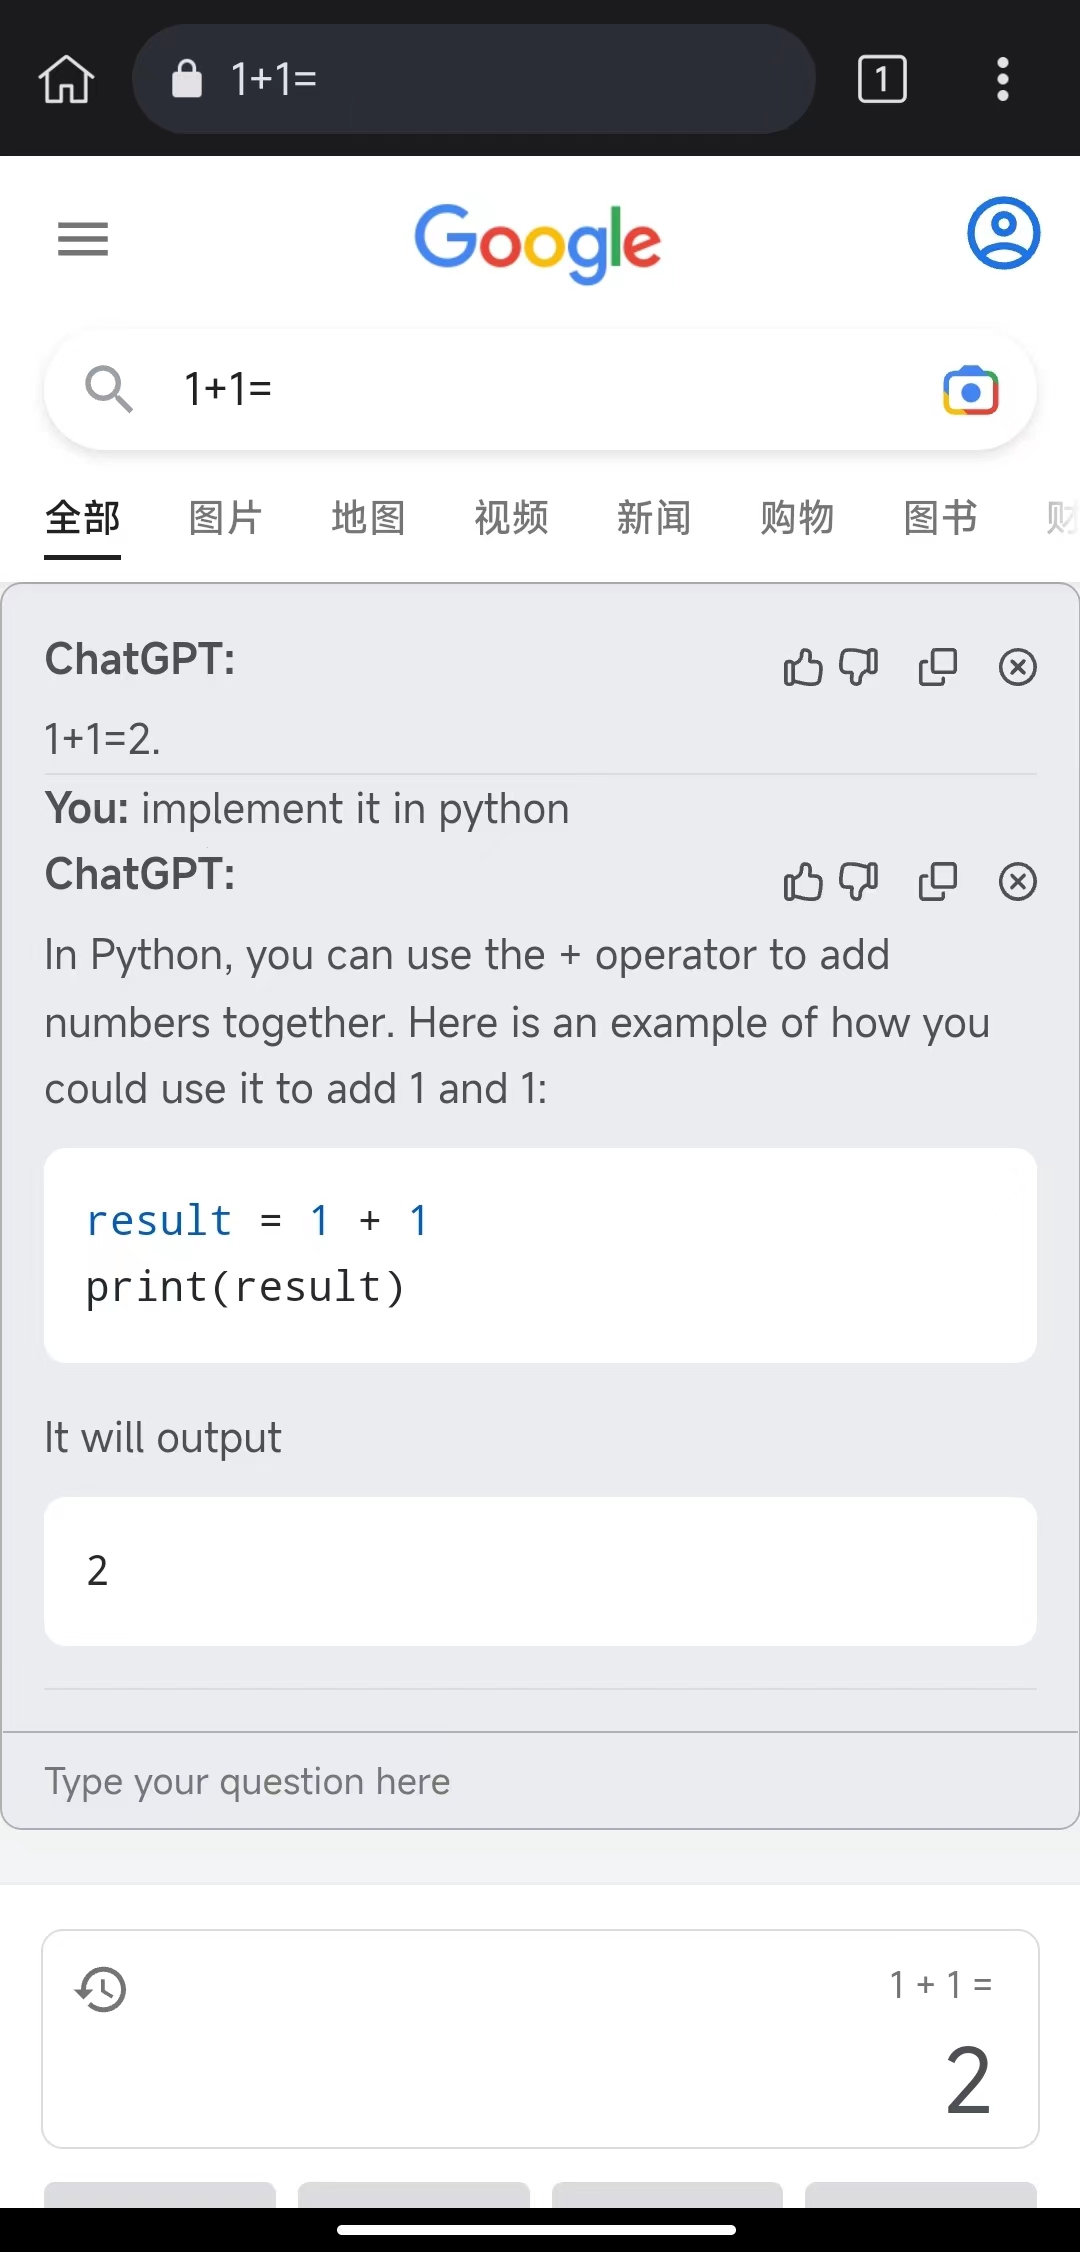 1+1=
1
Google
1+1=
全部 图片 地图 视频 新闻 购物 图书 财
ChatGPT:
1+1=2.
You: implement it in python
ChatGPT:
In Python, you can use the + operator to add
numbers together. Here is an example of how you
could use it to add 1 and 1:
result = 1 + 1
print(result)
It will output
2
Type your question here
1 + 1 =
2